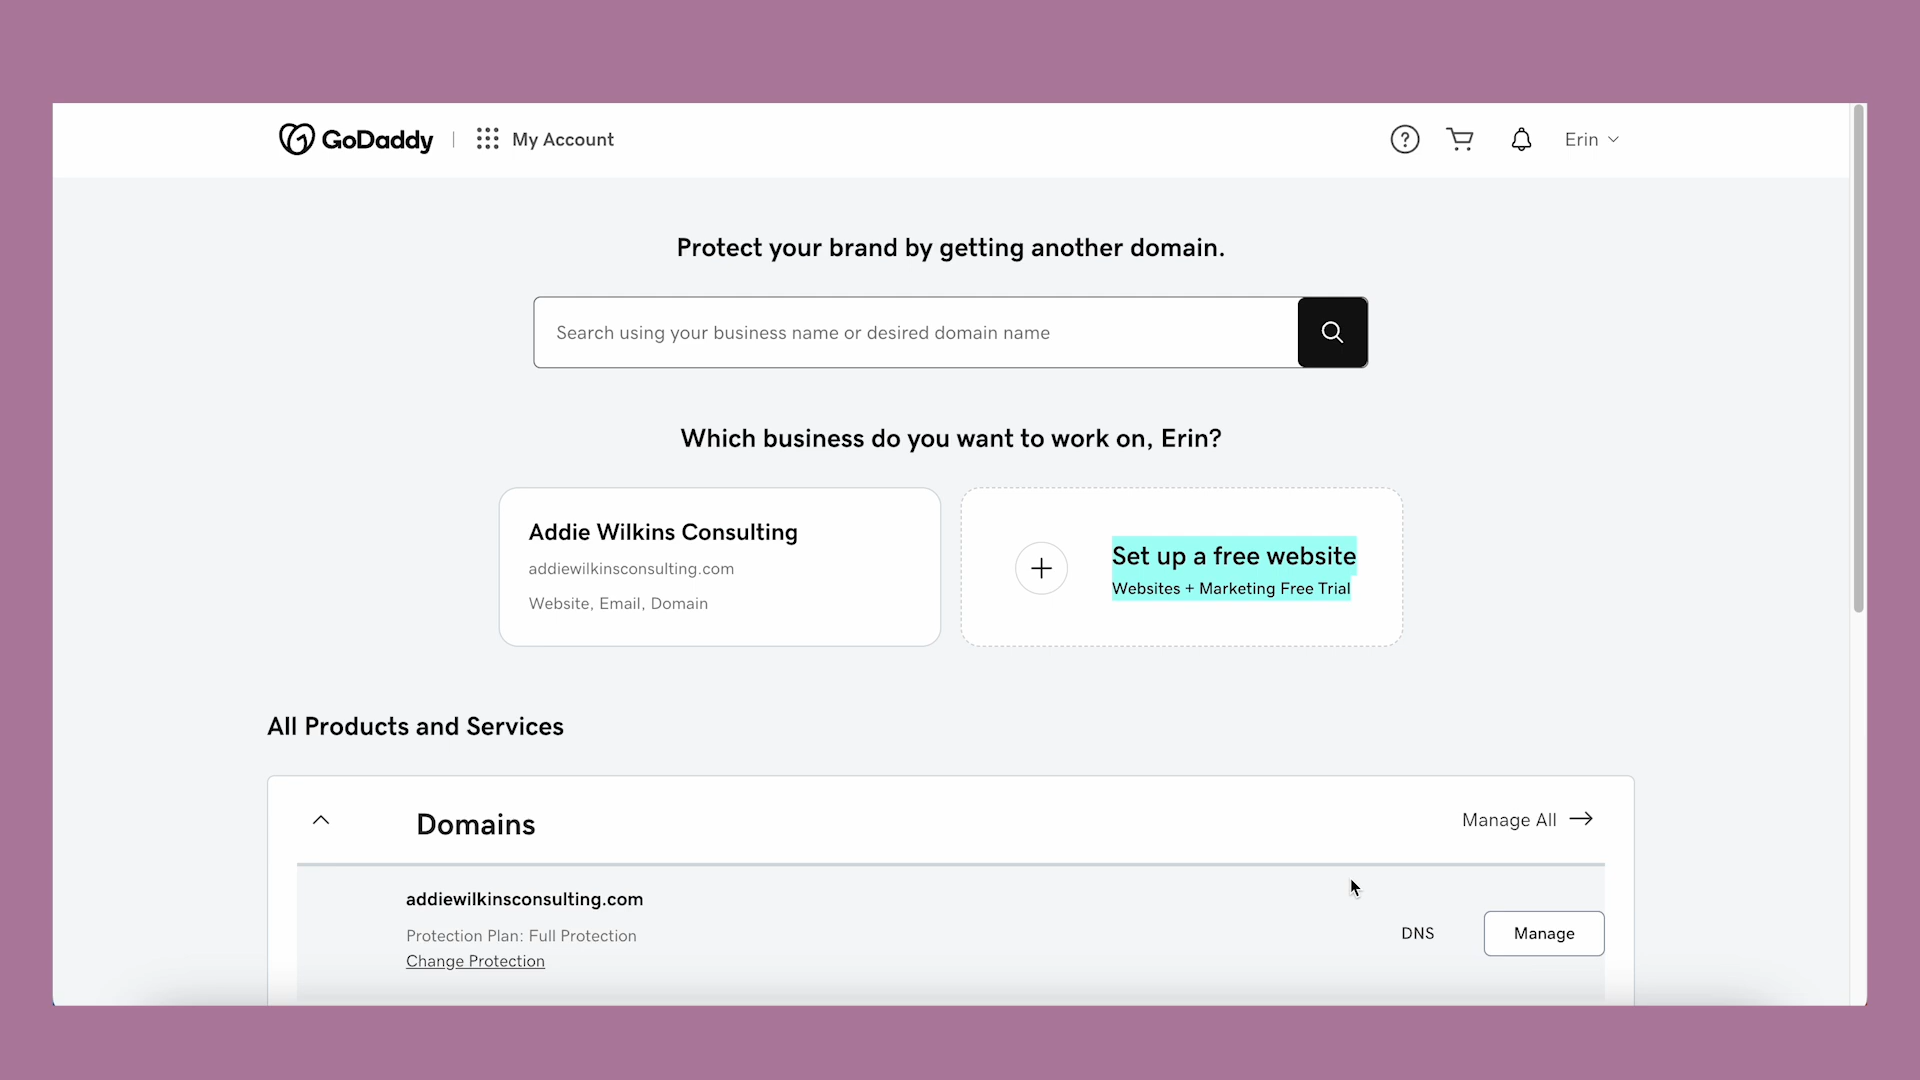 GoDaddy
My Account
Erin
Protect your brand by getting another domain.
Search using your business name or desired domain name
Which business do you want to work on, Erin?
Addie Wilkins Consulting
addiewilkinsconsulting.com
Website, Email, Domain
Set up a free website
Websites + Marketing Free Trial
All Products and Services
Domains
Manage All
addiewilkinsconsulting.com
Protection Plan: Full Protection
Change Protection
DNS
Manage